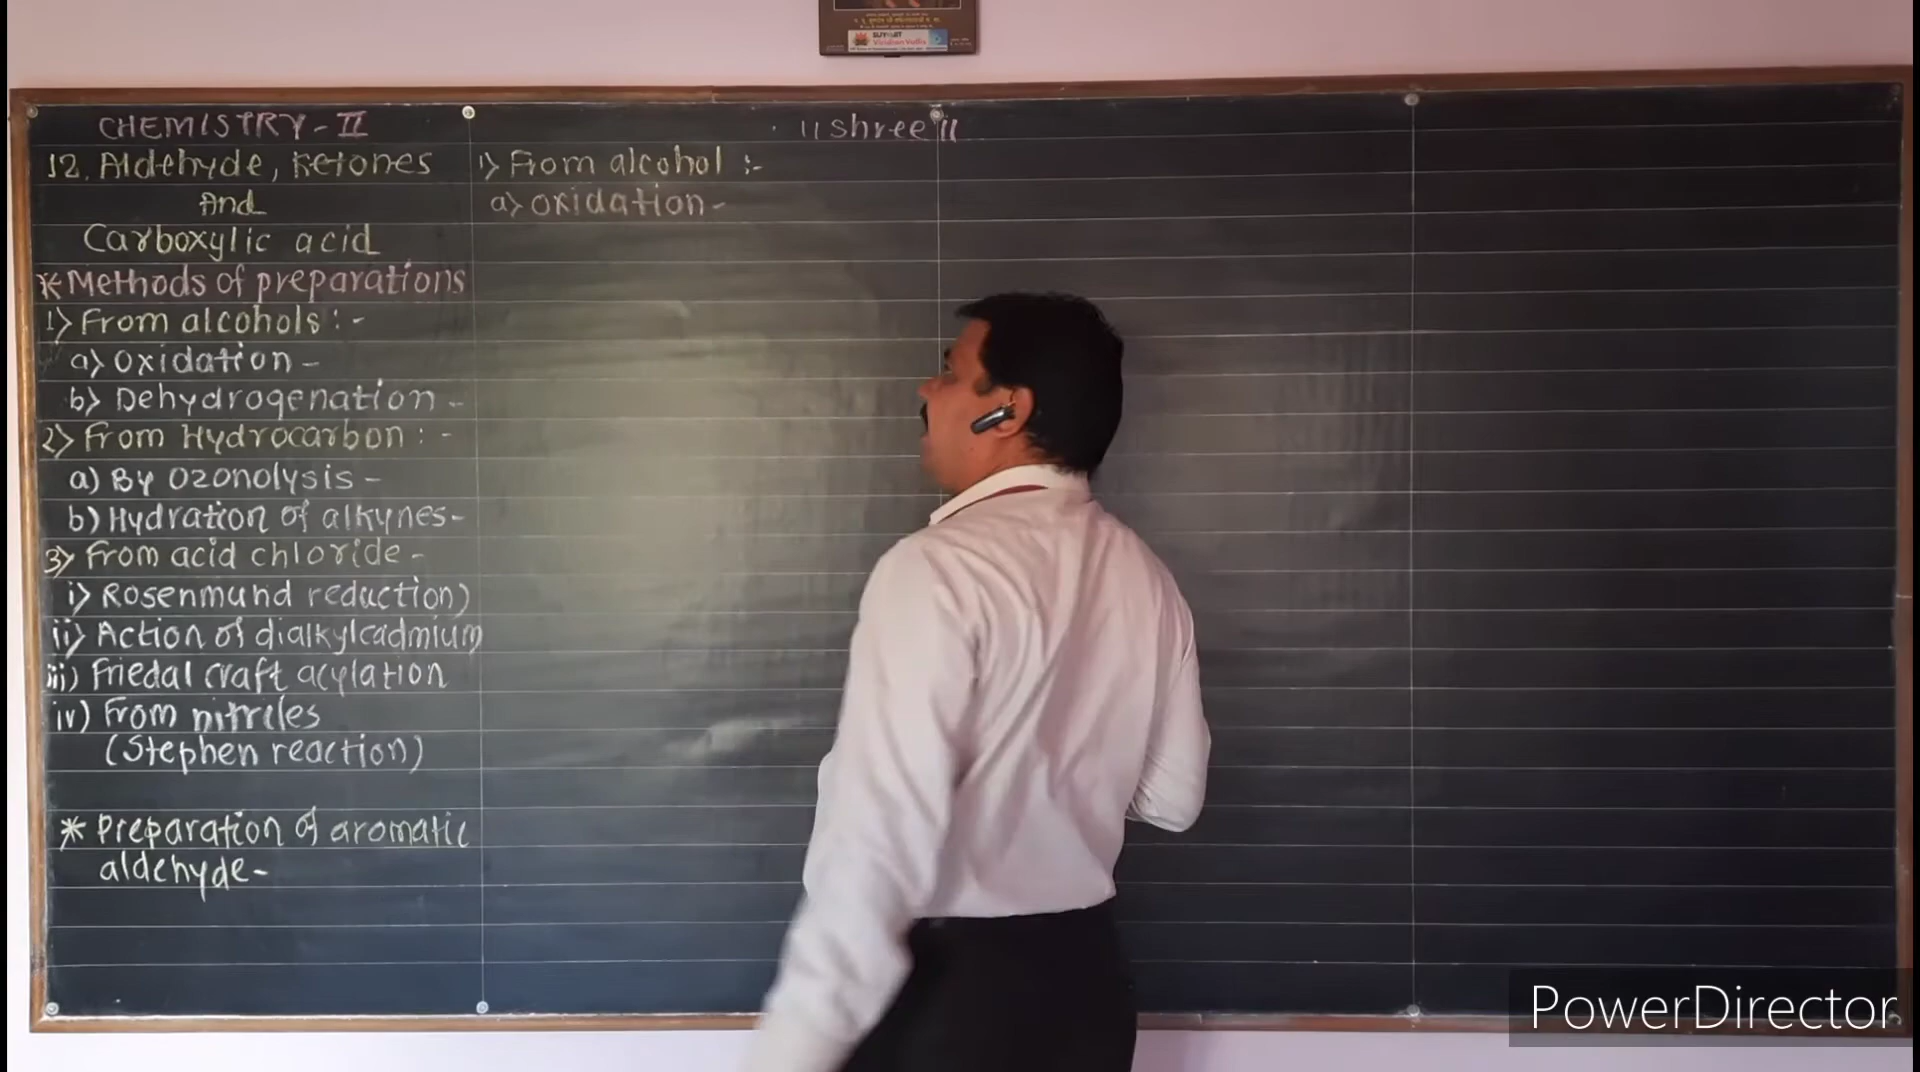 CHEMISTRY-II
12. Aldehyde, Ketones
And
Carboxylic acid
* Methods of preparations
1) From alcohols :-
a) Oxidation -
b) Dehydrogenation -
2) From Hydrocarbon : -
a) By Ozonolysis -
b) Hydration of alkynes-
3) From acid chloride -
i) Rosenmund reduction)
ii) Action of dialkylcadmium
iii) Friedal craft acylation
iv) From nitriles
(Stephen reaction)
* Preparation of aromatic
aldehyde-
॥ shree ॥
1) From alcohol :-
a) oxidation -
PowerDirector